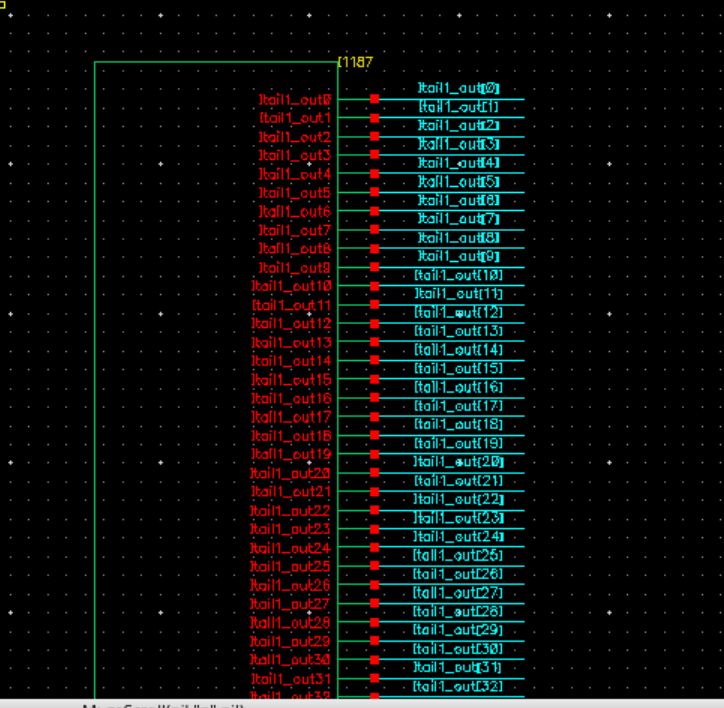 I1187
Itail1_out0 Itail1_out[0]
Itail1_out1 Itail1_out[1]
Itail1_out2 Itail1_out[2]
Itail1_out3 Itail1_out[3]
Itail1_out4 Itail1_out[4]
Itail1_out5 Itail1_out[5]
Itail1_out6 Itail1_out[6]
Itail1_out7 Itail1_out[7]
Itail1_out8 Itail1_out[8]
Itail1_out9 Itail1_out[9]
Itail1_out10 Itail1_out[10]
Itail1_out11 Itail1_out[11]
Itail1_out12 Itail1_out[12]
Itail1_out13 Itail1_out[13]
Itail1_out14 Itail1_out[14]
Itail1_out15 Itail1_out[15]
Itail1_out16 Itail1_out[16]
Itail1_out17 Itail1_out[17]
Itail1_out18 Itail1_out[18]
Itail1_out19 Itail1_out[19]
Itail1_out20 Itail1_out[20]
Itail1_out21 Itail1_out[21]
Itail1_out22 Itail1_out[22]
Itail1_out23 Itail1_out[23]
Itail1_out24 Itail1_out[24]
Itail1_out25 Itail1_out[25]
Itail1_out26 Itail1_out[26]
Itail1_out27 Itail1_out[27]
Itail1_out28 Itail1_out[28]
Itail1_out29 Itail1_out[29]
Itail1_out30 Itail1_out[30]
Itail1_out31 Itail1_out[31]
Itail1_out32 Itail1_out[32]